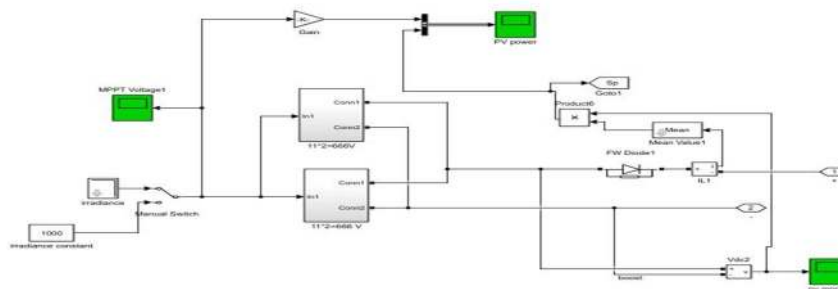 -K-
Gain
PV power
MPPT Voltage1
Sp
Goto1
Product6
×
Mean
Mean Value1
In1
Conn1
Conn2
11*2=666V
FW Diode1
IL1
1
+
In1
Conn1
Conn2
11*2=666 V
Irradiance
Manual Switch
2
-
1000
Irradiance constant
Vdc2
boost